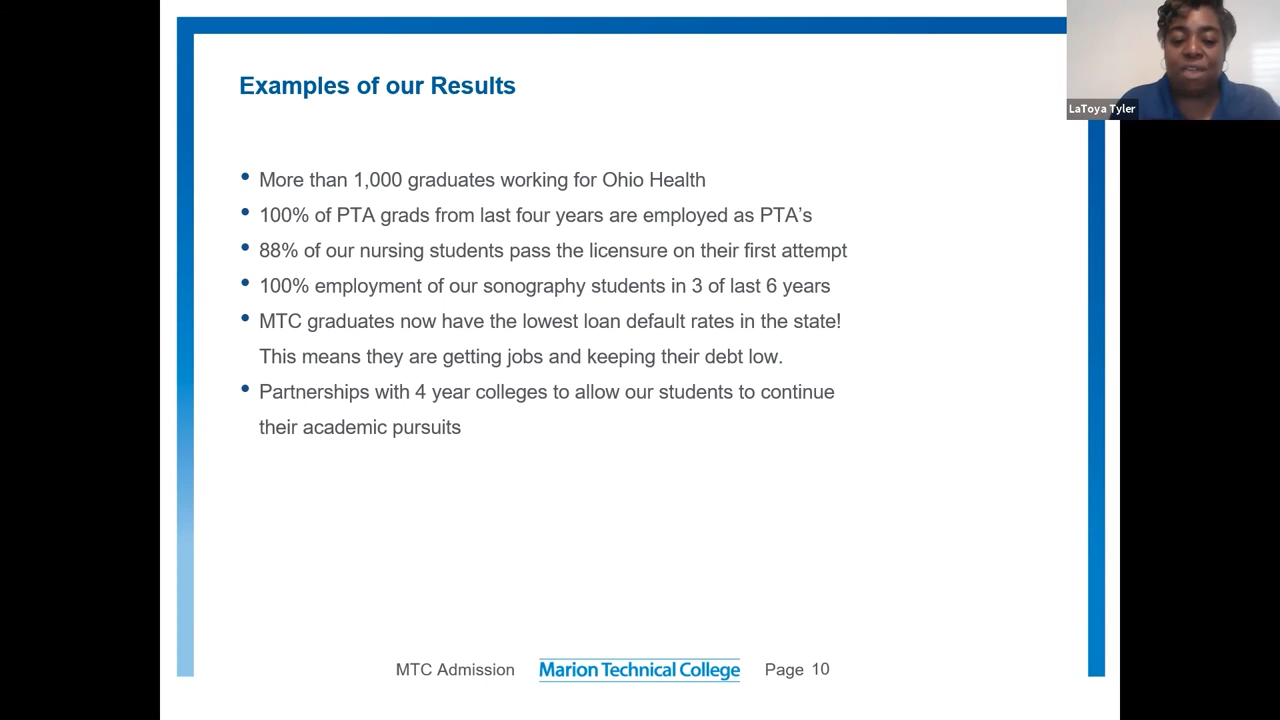 Examples of our Results
LaToya Tyler
• More than 1,000 graduates working for Ohio Health
• 100% of PTA grads from last four years are employed as PTA’s
• 88% of our nursing students pass the licensure on their first attempt
• 100% employment of our sonography students in 3 of last 6 years
• MTC graduates now have the lowest loan default rates in the state!
This means they are getting jobs and keeping their debt low.
• Partnerships with 4 year colleges to allow our students to continue
their academic pursuits
MTC Admission Marion Technical College Page 10